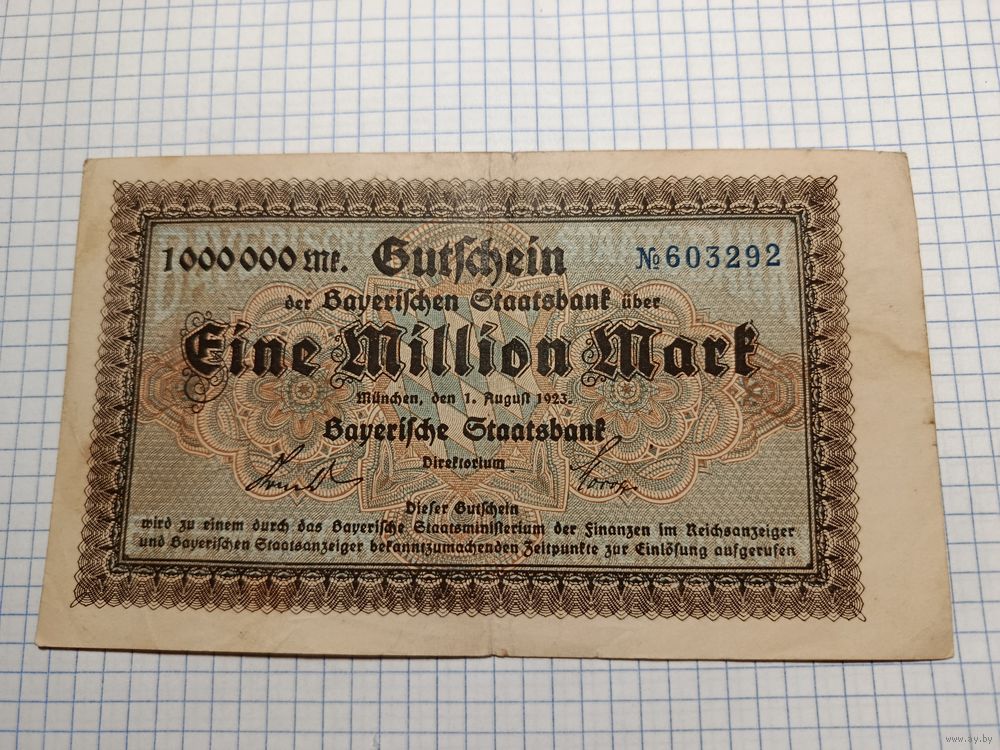 1000000 Mk. Gutschein № 603292
der Bayerischen Staatsbank über
Eine Million Mark
München, den 1. August 1923.
Bayerische Staatsbank
Direktorium
Dieser Gutschein
wird zu einem durch das Bayerische Staatsministerium der Finanzen im Reichsanzeiger
und Bayerischen Staatsanzeiger bekanntzumachenden Zeitpunkte zur Einlösung aufgerufen
www.ay.by